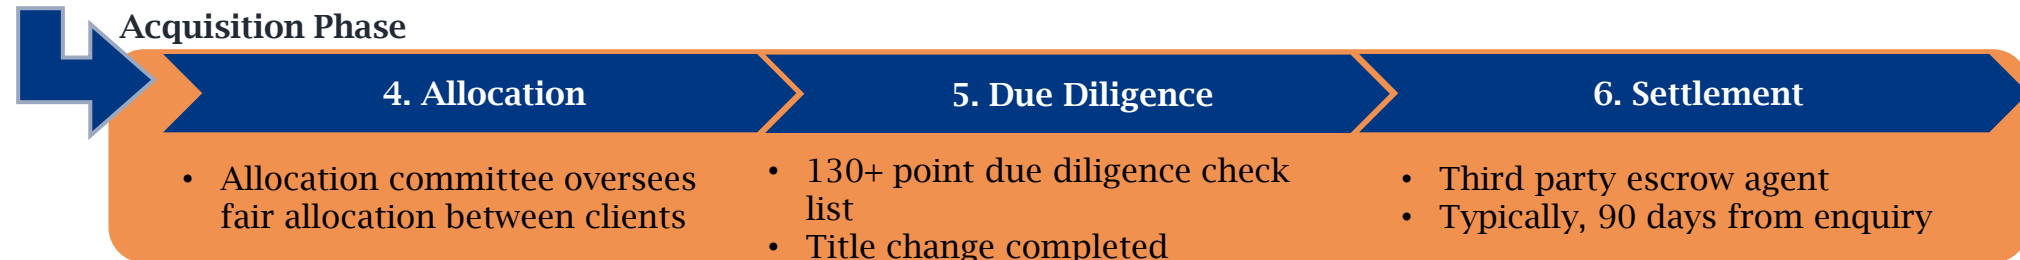 Acquisition Phase
4. Allocation
• Allocation committee oversees
fair allocation between clients
5. Due Diligence
• 130+ point due diligence check
list
• Title change completed
6. Settlement
• Third party escrow agent
• Typically, 90 days from enquiry